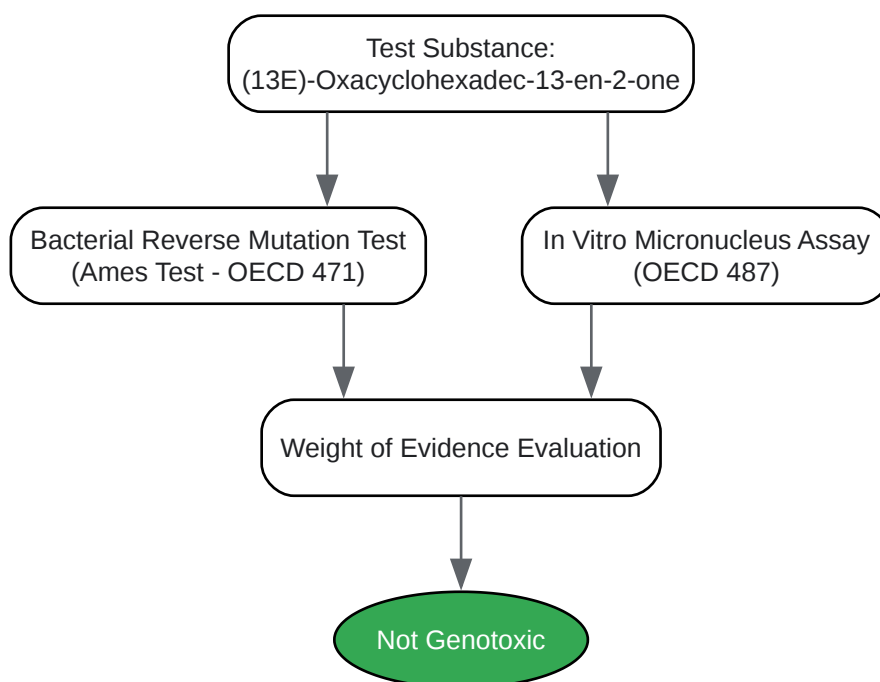 Test Substance:
(13E)-Oxacyclohexadec-13-en-2-one
Bacterial Reverse Mutation Test
(Ames Test - OECD 471)
In Vitro Micronucleus Assay
(OECD 487)
Weight of Evidence Evaluation
Not Genotoxic